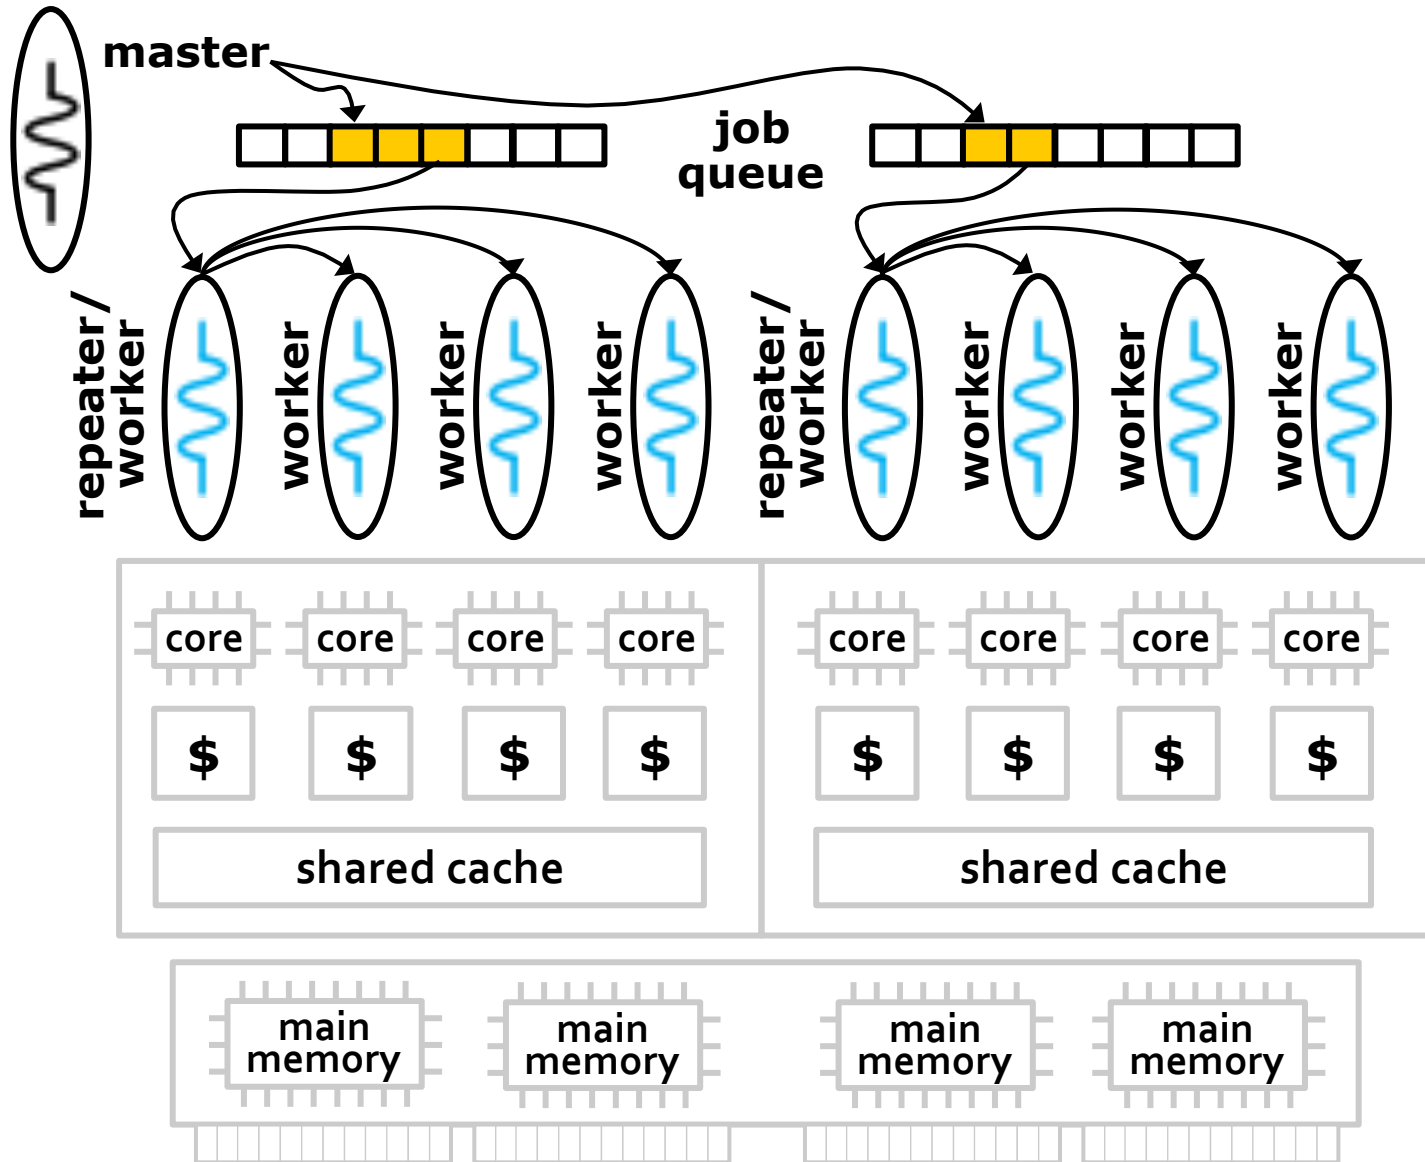 master
job
queue
repeater/
worker
worker
worker
worker
repeater/
worker
worker
worker
worker
core
core
core
core
core
core
core
core
$
$
$
$
$
$
$
$
shared cache
shared cache
main
memory
main
memory
main
memory
main
memory